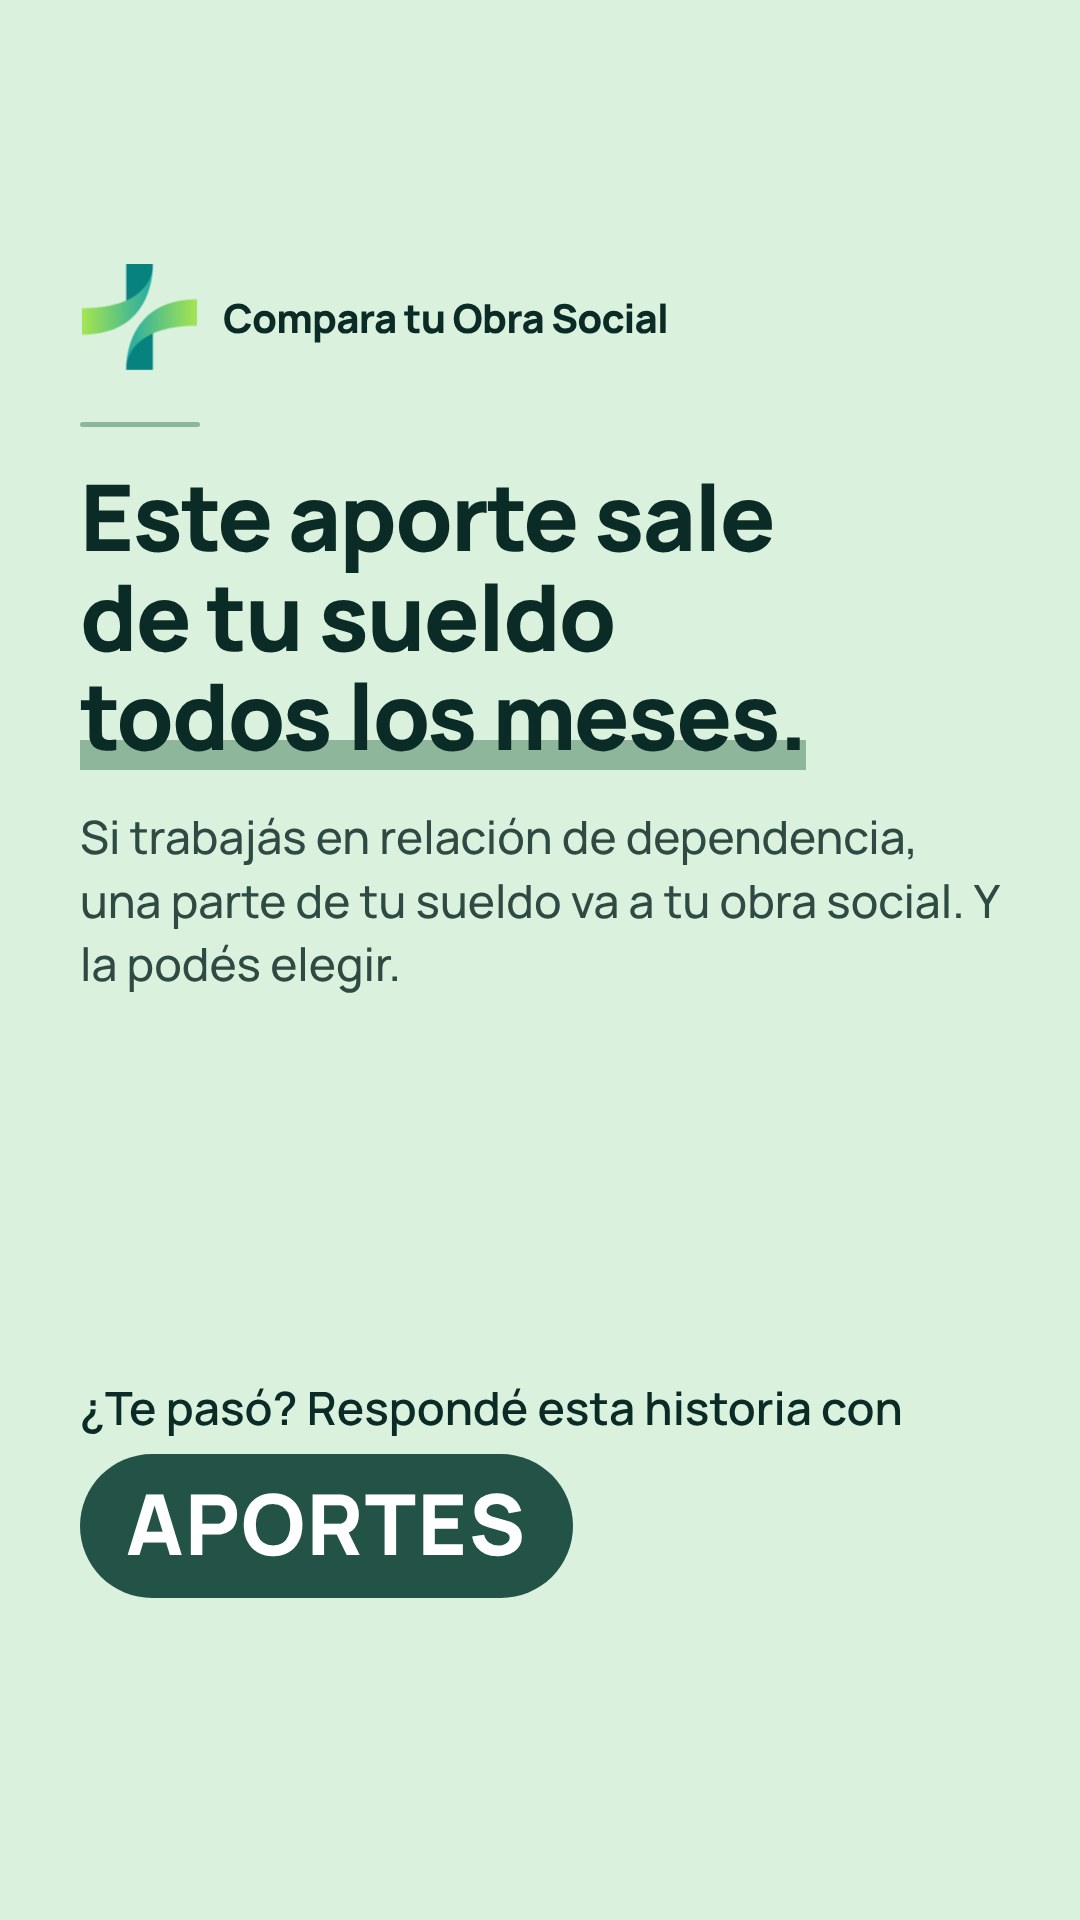 Compara tu Obra Social
Este aporte sale
de tu sueldo
todos los meses.
Si trabajás en relación de dependencia,
una parte de tu sueldo va a tu obra social. Y
la podés elegir.
¿Te pasó? Respondé esta historia con
APORTES